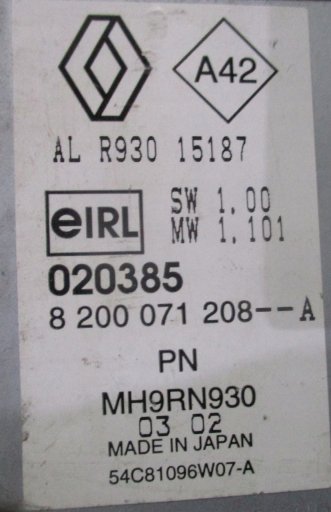 A42
AL R930 15187
eIRL
SW 1.00
MW 1.101
020385
8 200 071 208--A
PN
MH9RN930
03 02
MADE IN JAPAN
54C81096W07-A